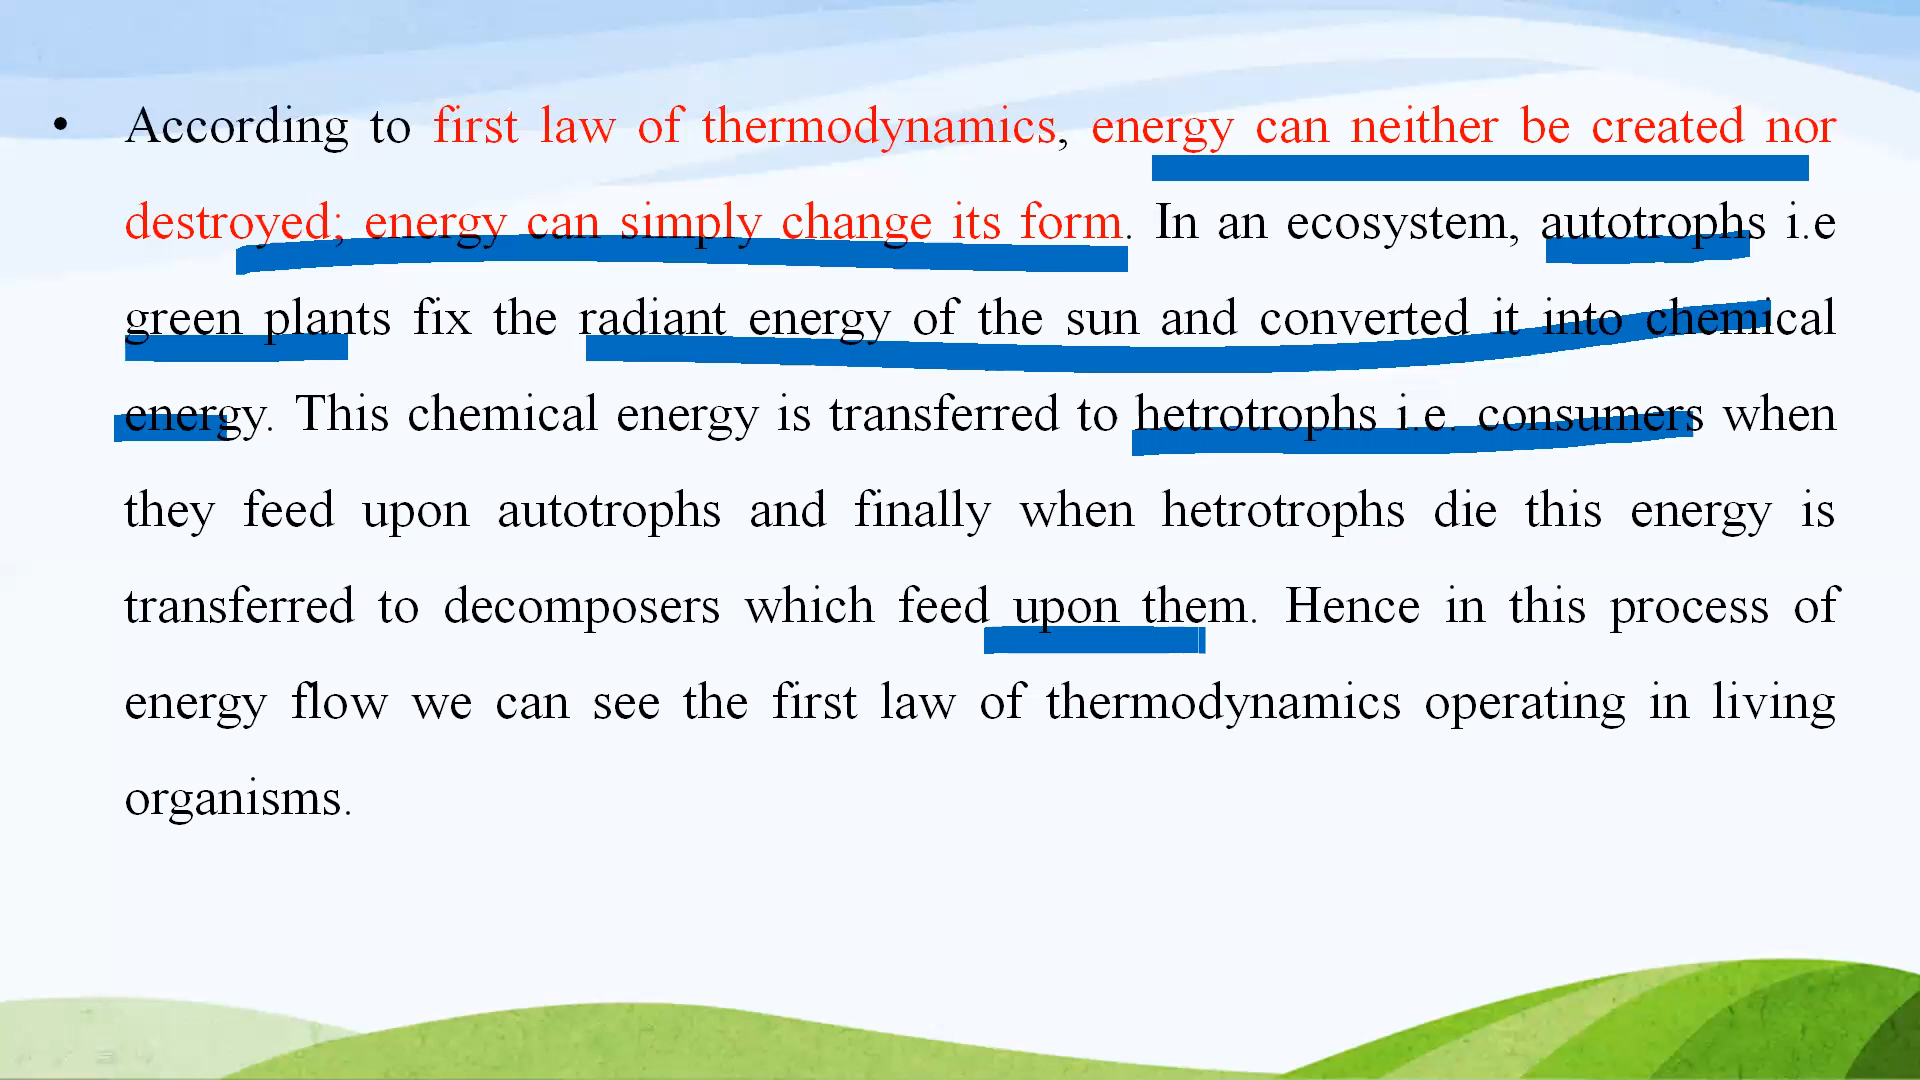 • According to first law of thermodynamics, energy can neither be created nor
destroyed; energy can simply change its form. In an ecosystem, autotrophs i.e
green plants fix the radiant energy of the sun and converted it into chemical
energy. This chemical energy is transferred to hetrotrophs i.e. consumers when
they feed upon autotrophs and finally when hetrotrophs die this energy is
transferred to decomposers which feed upon them. Hence in this process of
energy flow we can see the first law of thermodynamics operating in living
organisms.